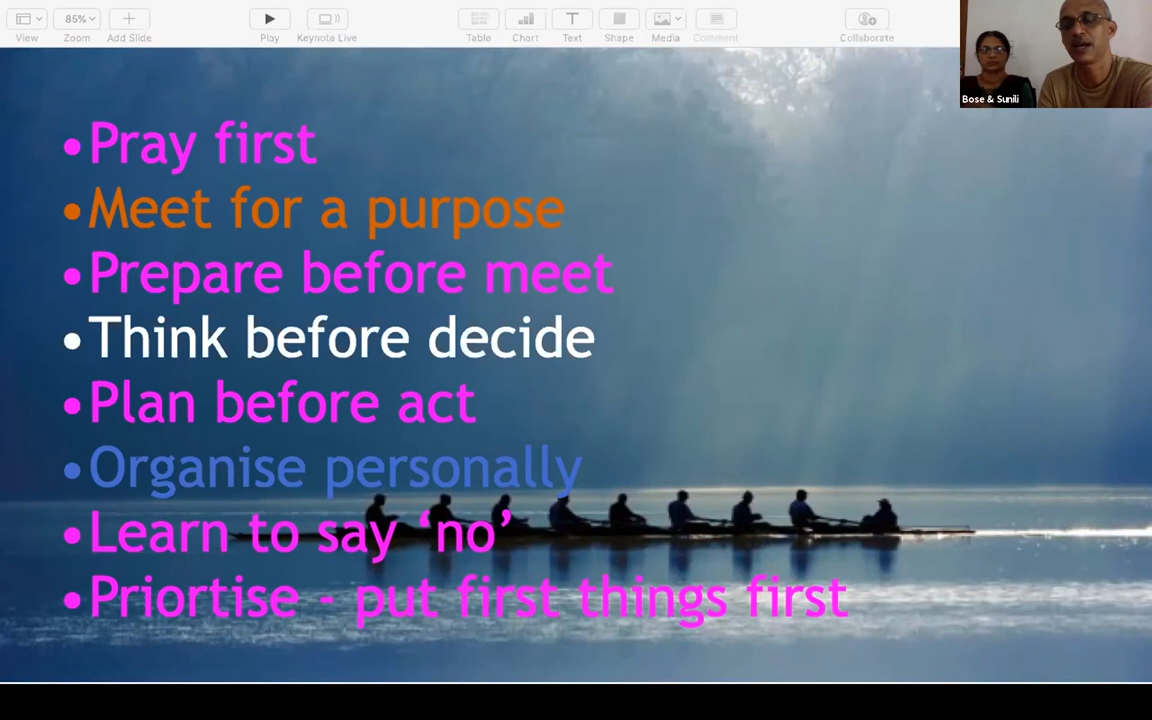 85%
View
Zoom
Add Slide
Play
Keynote Live
Table
Chart
Text
Shape
Media
Comment
Collaborate
Bose & Sunili
•Pray first
•Meet for a purpose
•Prepare before meet
•Think before decide
•Plan before act
•Organise personally
•Learn to say ‘no’
•Priortise - put first things first